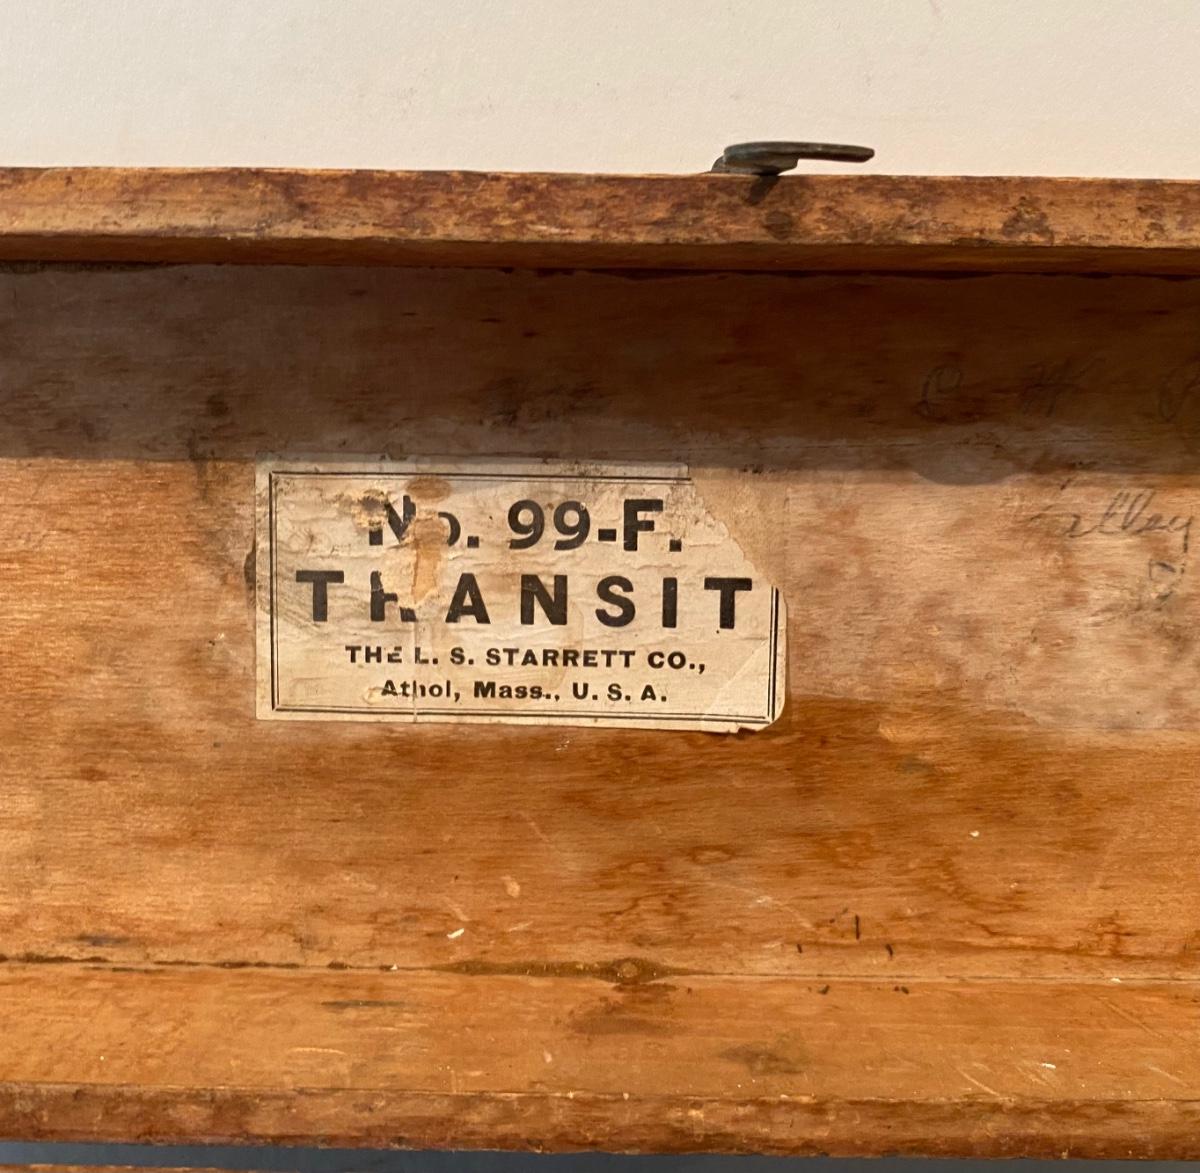 No. 99-F.
TRANSIT
THE L. S. STARRETT CO.,
Athol, Mass., U. S. A.